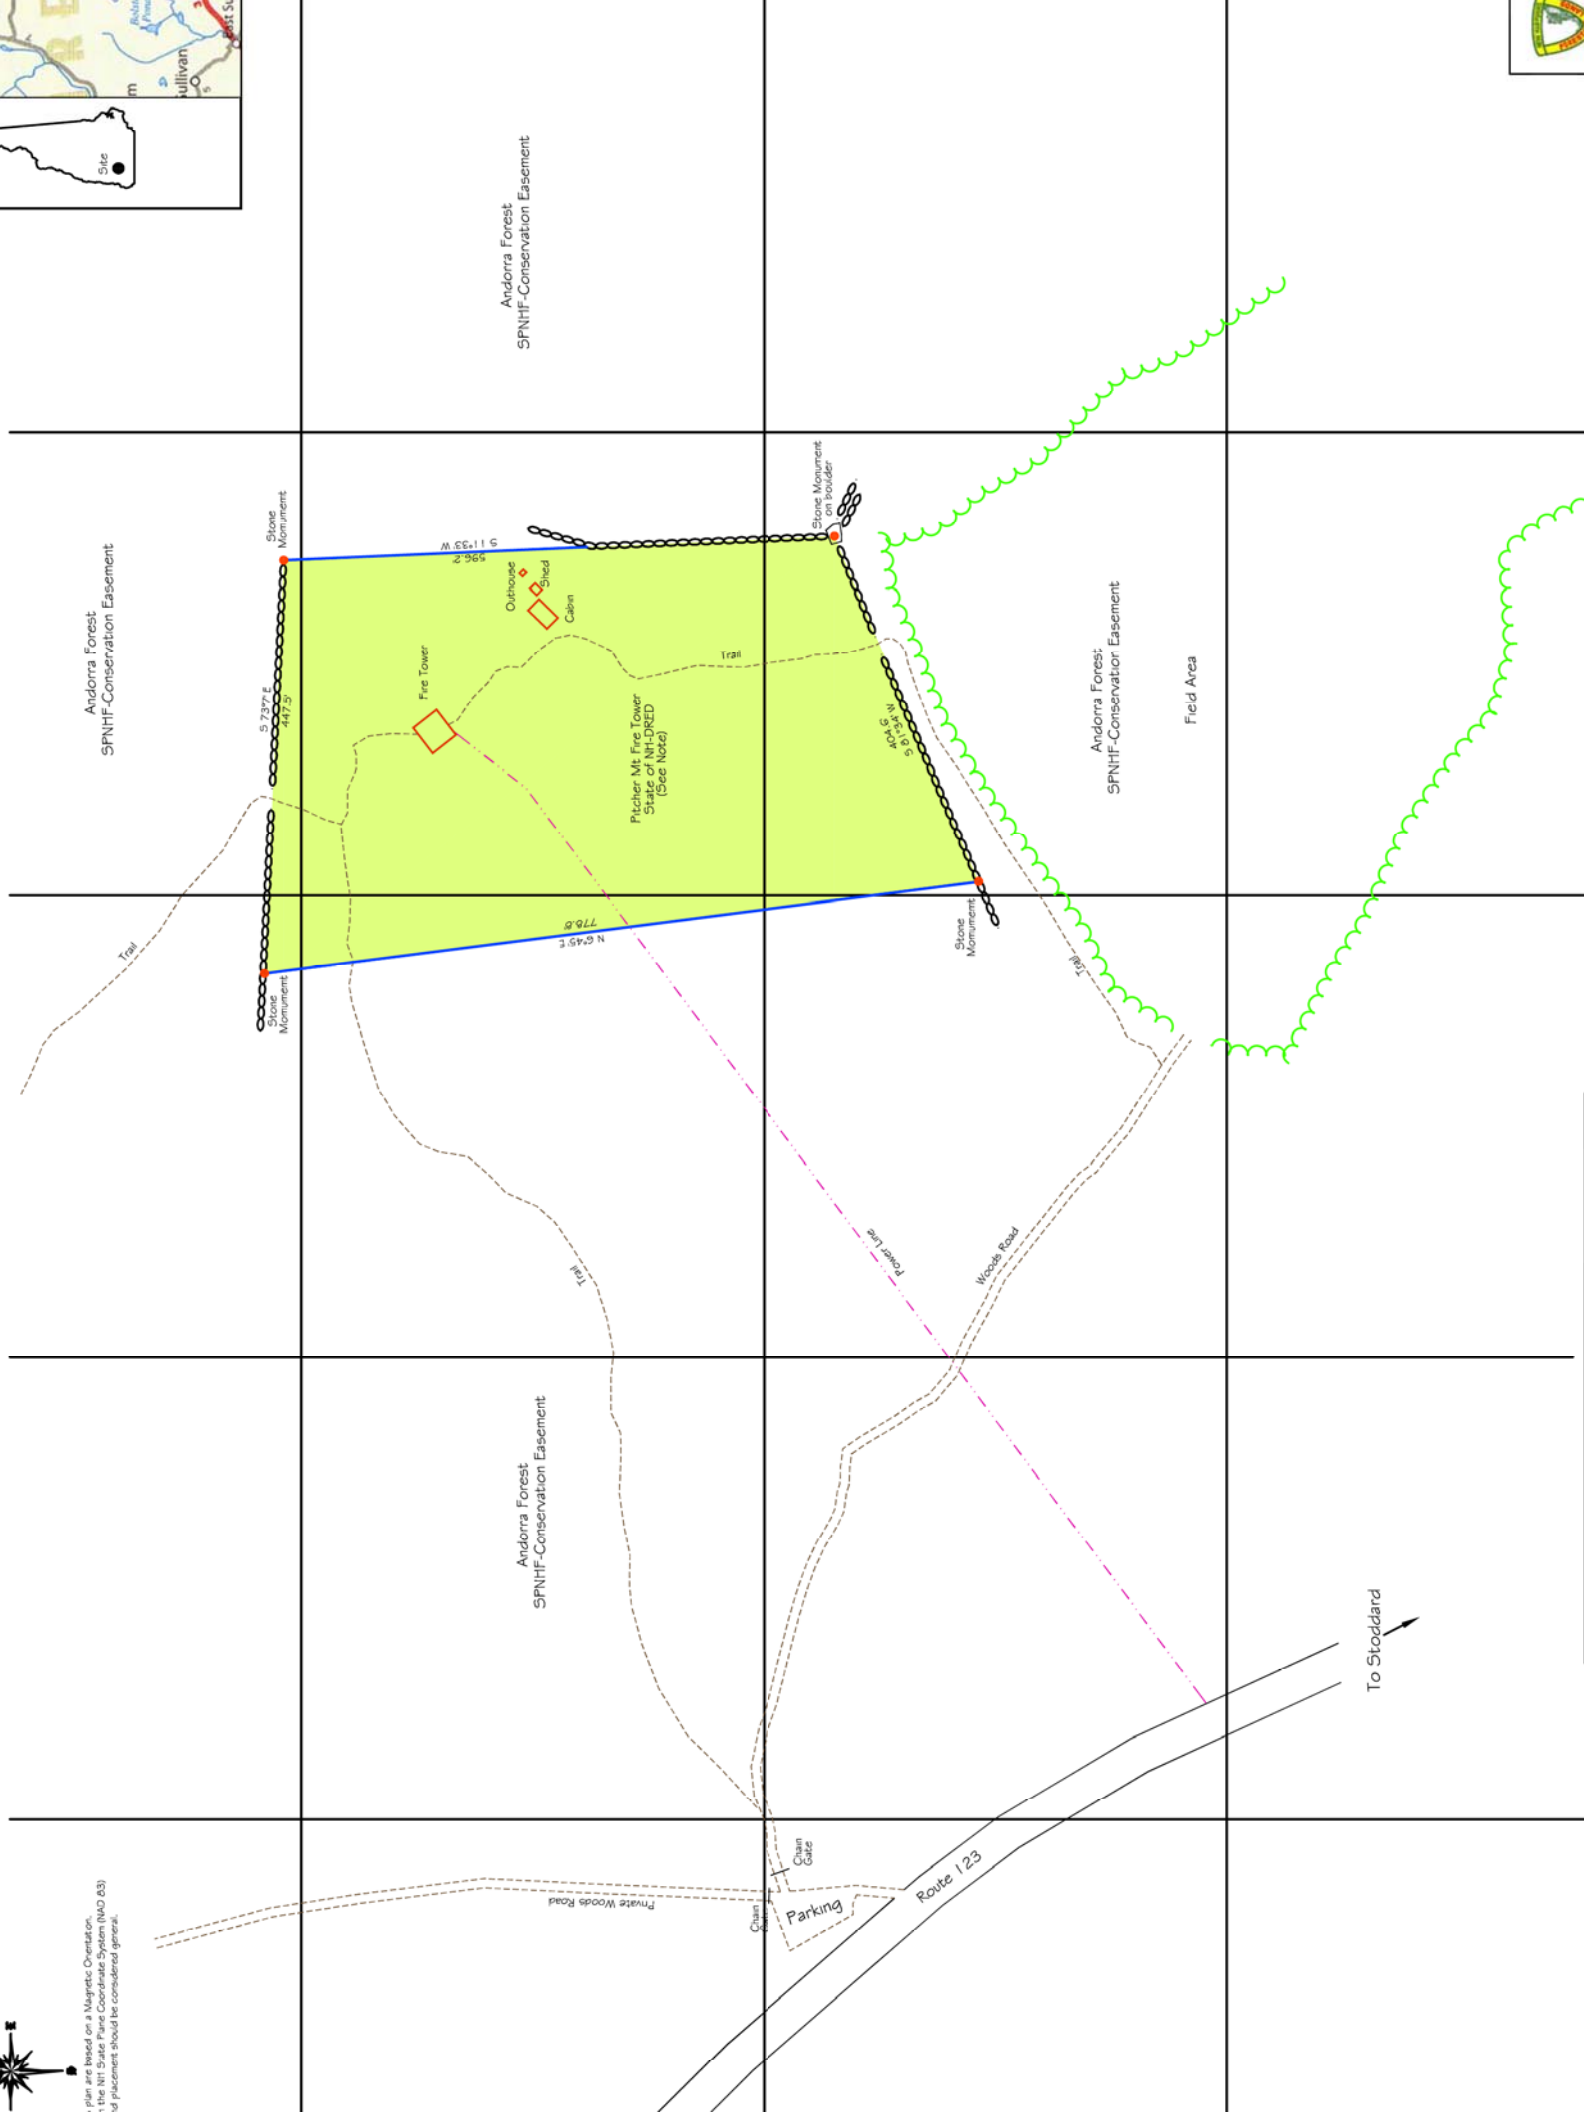 Site
Sullivan
East Su
Andorra Forest
SPNHF-Conservation Easement
Andorra Forest
SPNHF-Conservation Easement
Stone
Monument
S 11°33' W
596.2'
S 73°7' E
447.5'
Outhouse
Shed
Cabin
Fire Tower
Trail
Stone Monument
on boulder
Pitcher Mt Fire Tower
State of NH-DRED
(See Note)
404.6'
S 81°34' W
Andorra Forest
SPNHF-Conservation Easement
Field Area
Trail
778.8'
N 6°45' E
Stone
Monument
Stone
Monument
Trail
Trail
Power Line
Woods Road
Andorra Forest
SPNHF-Conservation Easement
To Stoddard
Chain
Gate
Route 123
Parking
Chain
Private Woods Road
plan are based on a Magnetic Orientation.
the NH State Plane Coordinate System (NAD 83)
d placement should be considered general.